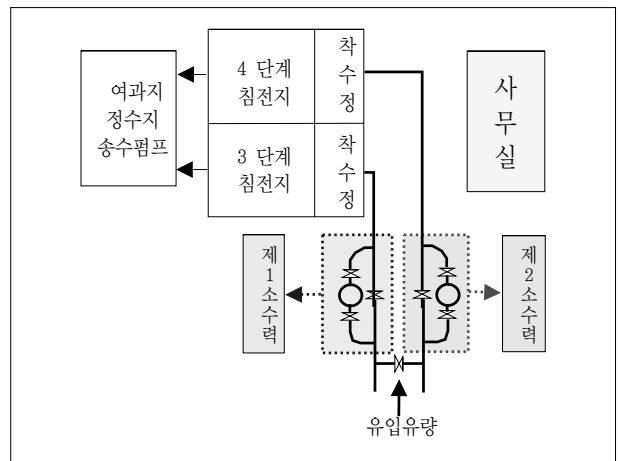 여과지
정수지
송수펌프
4 단계
침전지
착수정
3 단계
침전지
착수정
사무실
제1소수력
제2소수력
유입유량